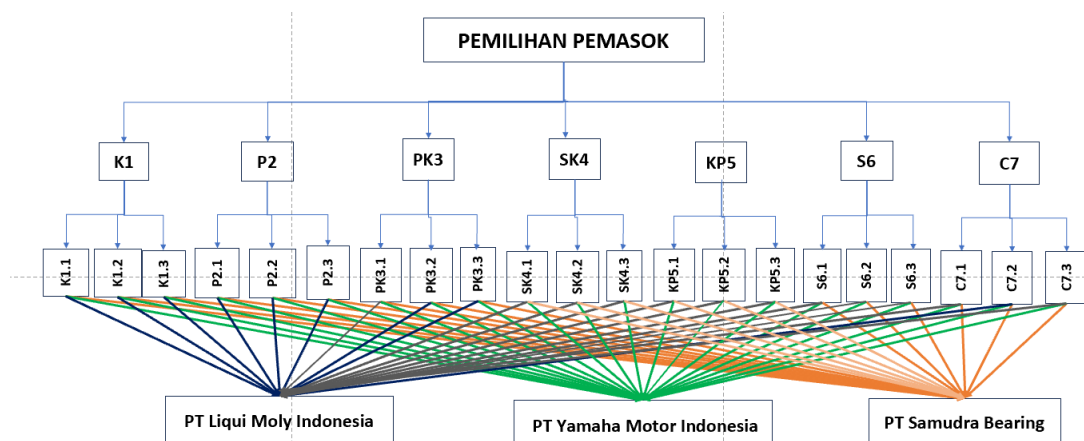 PEMILIHAN PEMASOK
K1
P2
PK3
SK4
KP5
S6
C7
K1.1
K1.2
K1.3
P2.1
P2.2
P2.3
PK3.1
PK3.2
PK3.3
SK4.1
SK4.2
SK4.3
KP5.1
KP5.2
KP5.3
S6.1
S6.2
S6.3
C7.1
C7.2
C7.3
PT Liqui Moly Indonesia
PT Yamaha Motor Indonesia
PT Samudra Bearing